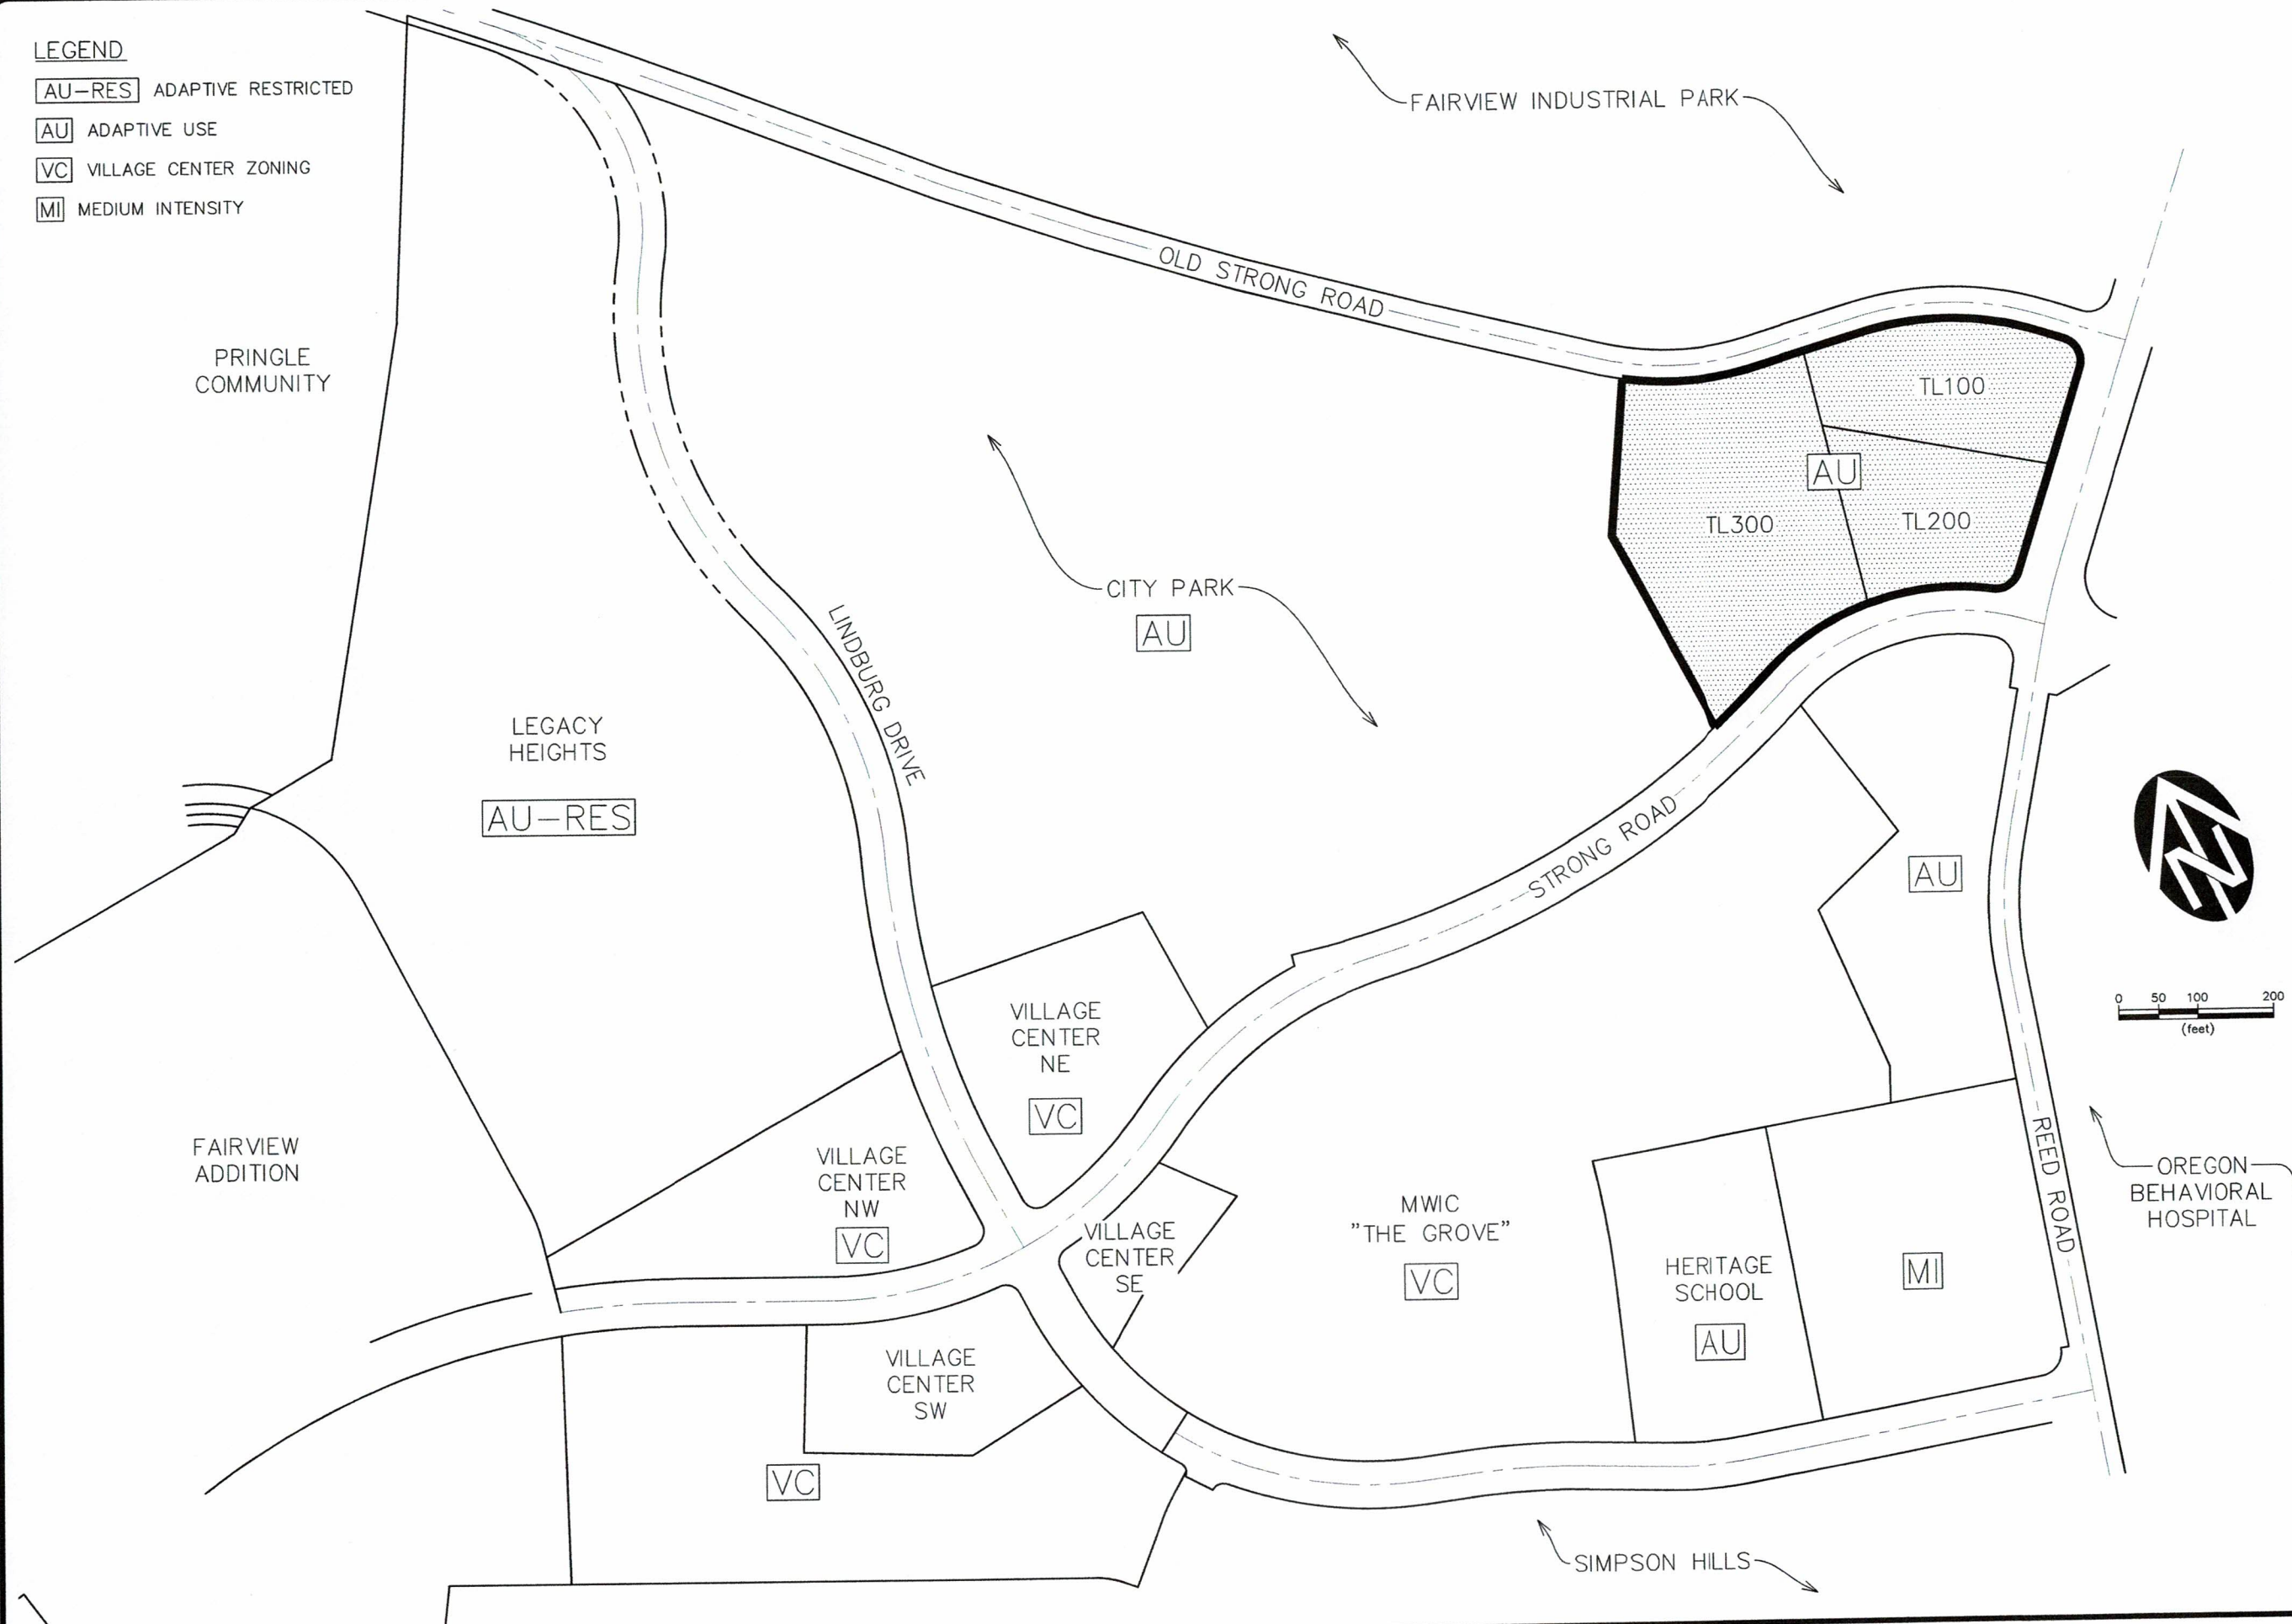 LEGEND
AU-RES ADAPTIVE RESTRICTED
AU ADAPTIVE USE
VC VILLAGE CENTER ZONING
MI MEDIUM INTENSITY
FAIRVIEW INDUSTRIAL PARK
OLD STRONG ROAD
PRINGLE
COMMUNITY
TL100
AU
TL300
TL200
CITY PARK
AU
LINDBURG DRIVE
LEGACY
HEIGHTS
AU-RES
STRONG ROAD
AU
N
0 50 100 200
(feet)
VILLAGE
CENTER
NE
VC
FAIRVIEW
ADDITION
VILLAGE
CENTER
NW
VC
VILLAGE
CENTER
SE
MWIC
"THE GROVE"
VC
HERITAGE
SCHOOL
AU
MI
REED ROAD
OREGON
BEHAVIORAL
HOSPITAL
VILLAGE
CENTER
SW
VC
SIMPSON HILLS